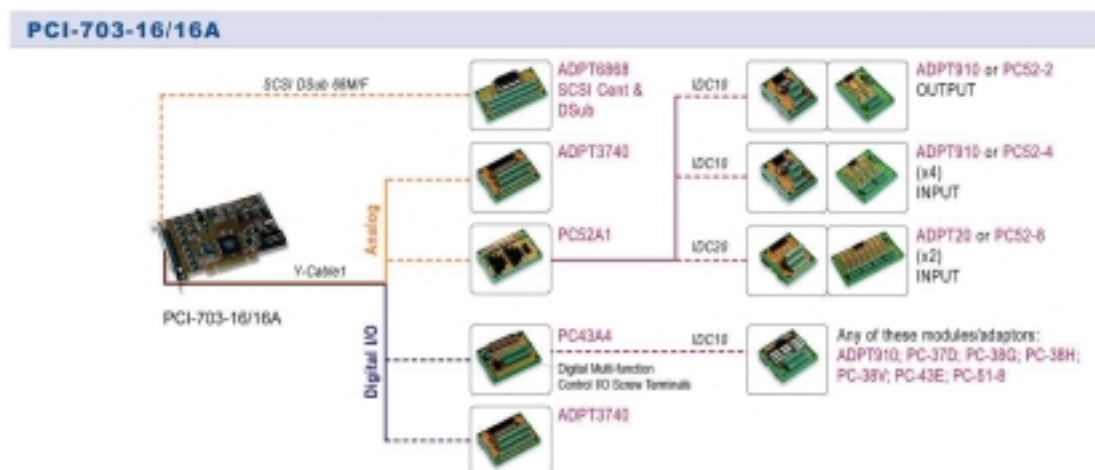 PCI-703-16/16A
SCSI DSub 68M/F
ADPT6868
SCSI Cent &
DSub
IDC10
ADPT910 or PC52-2
OUTPUT
ADPT3740
IDC10
ADPT910 or PC52-4
(x4)
INPUT
Analog
PC52A1
IDC20
ADPT20 or PC52-8
(x2)
INPUT
Y-Cable1
PCI-703-16/16A
Digital I/O
PC43A4
Digital Multi-function
Control I/O Screw Terminals
IDC10
Any of these modules/adaptors:
ADPT910; PC-37D; PC-38G; PC-38H;
PC-38V; PC-43E; PC-51-8
ADPT3740